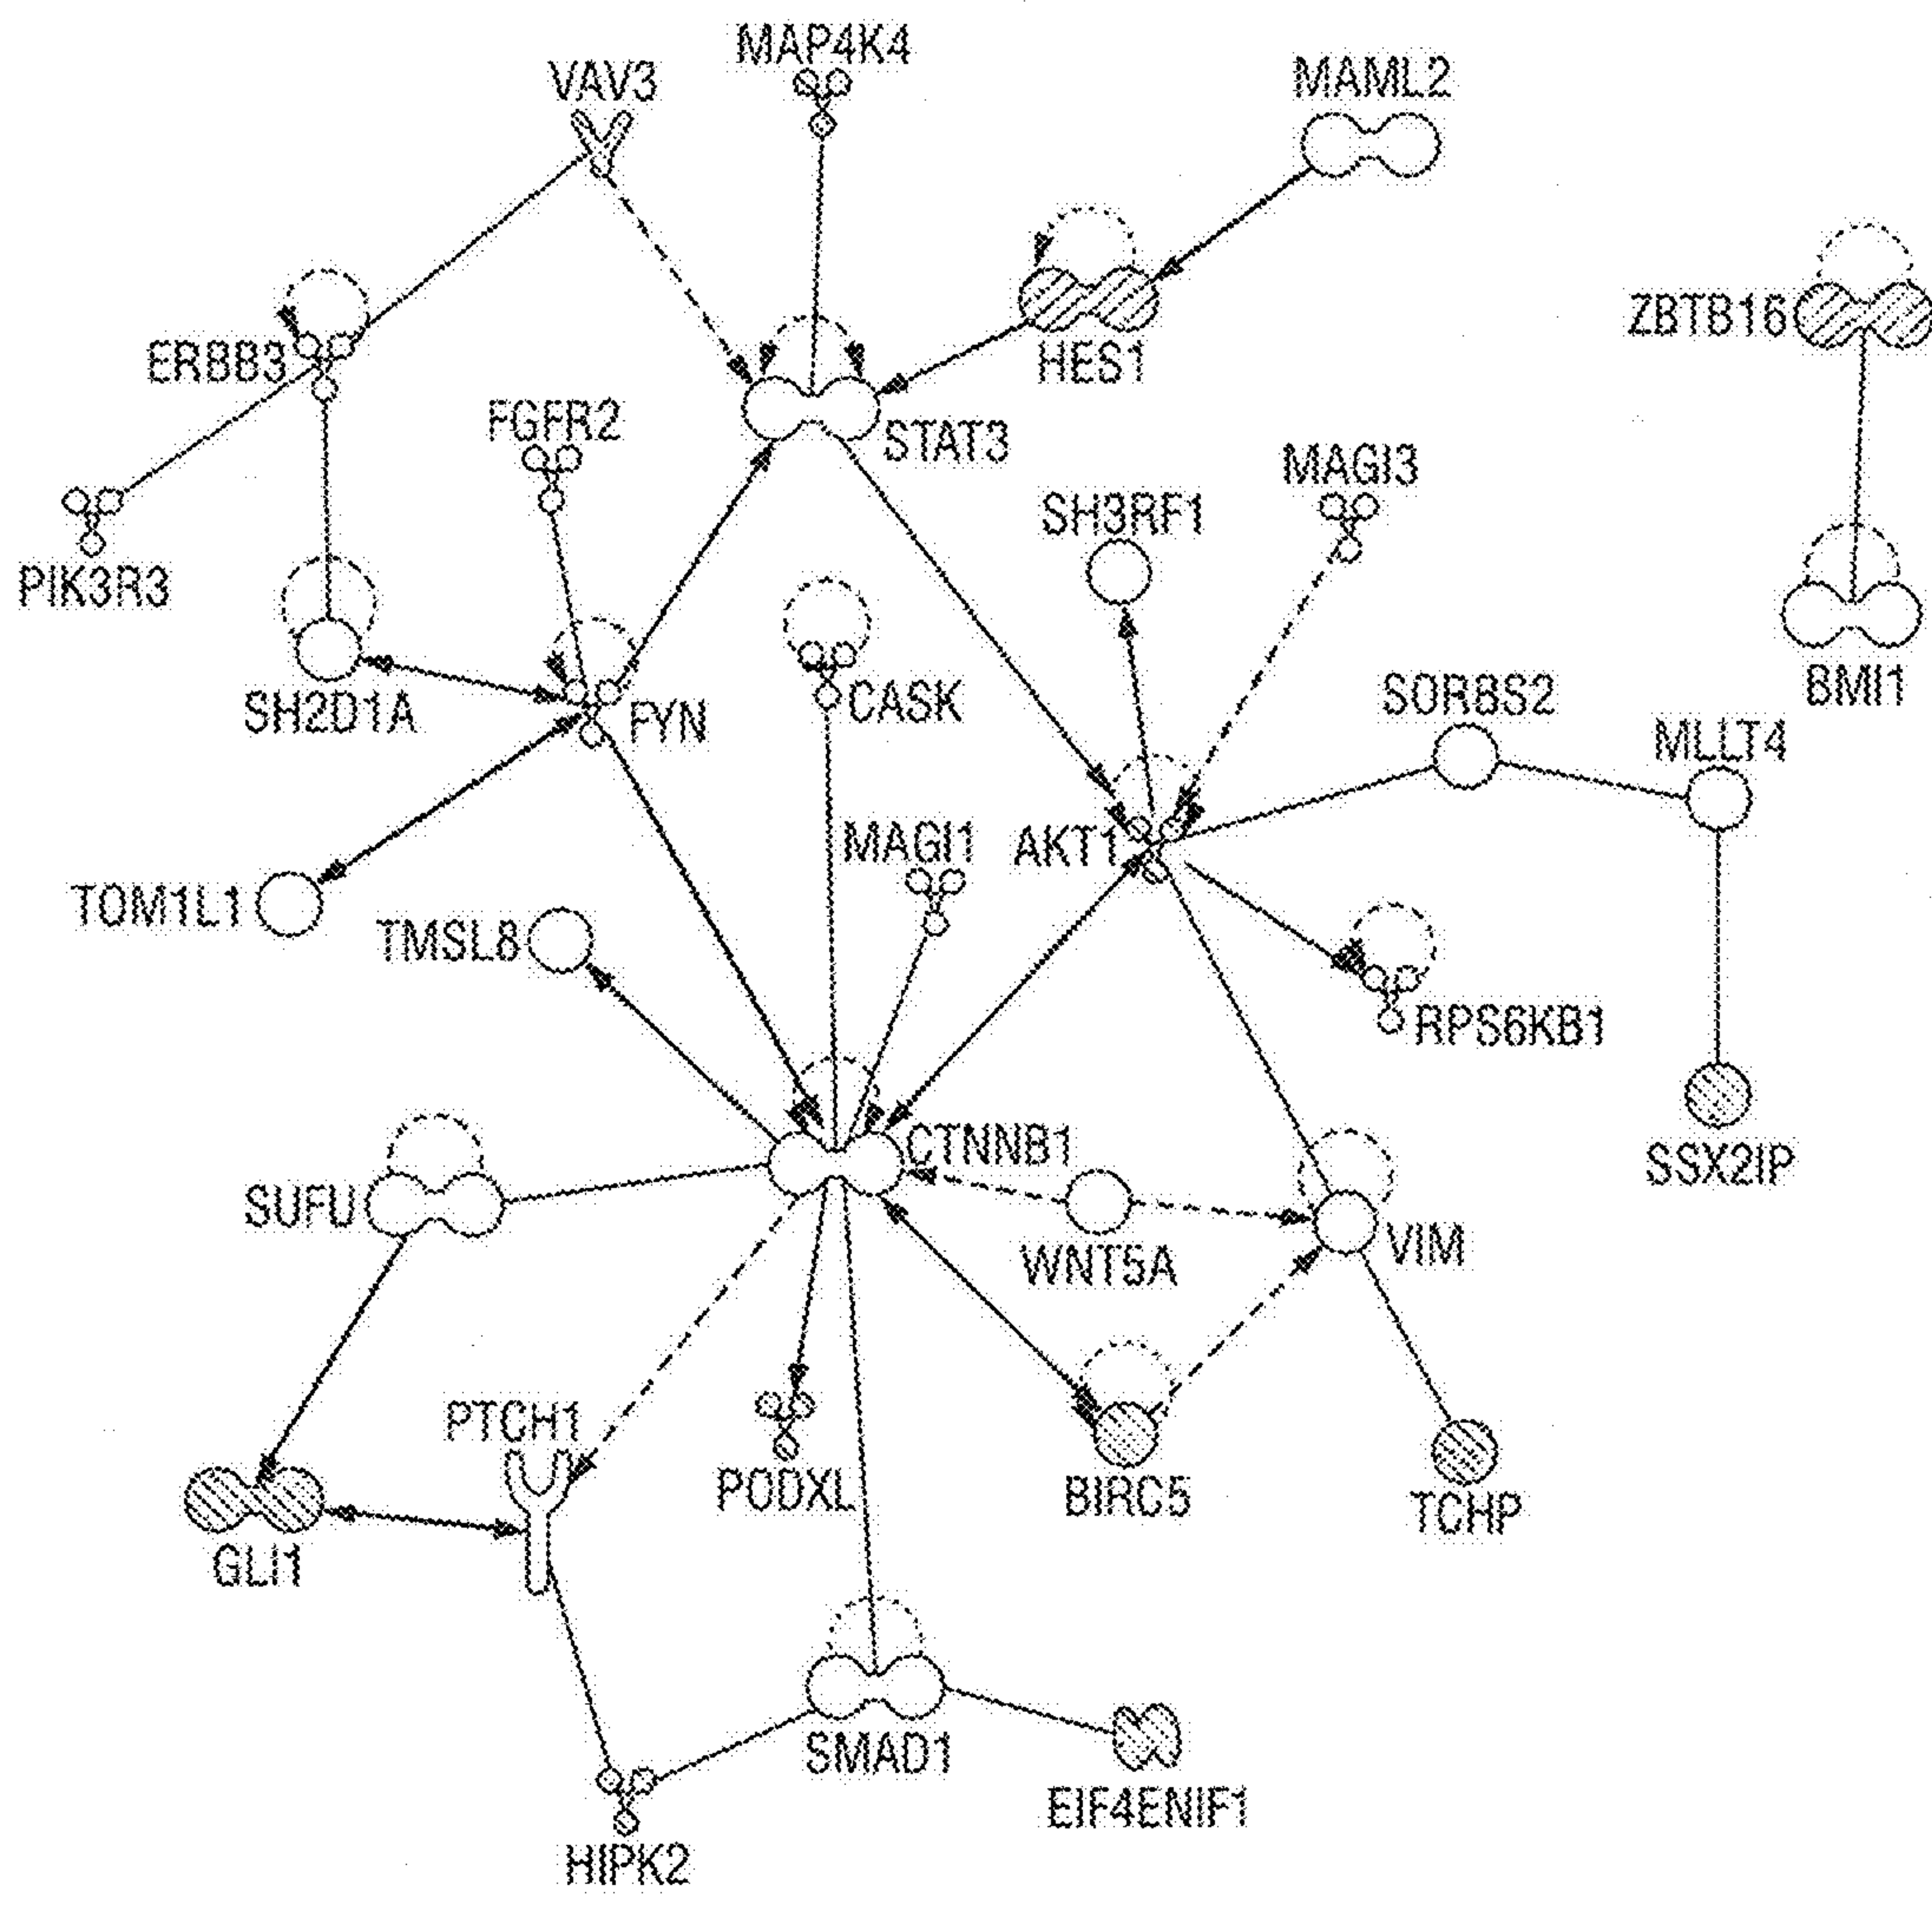 MAP4K4
VAV3
MAML2
ZBTB16
ERBB3
HES1
FGFR2
STAT3
MAGI3
SH3RF1
PIK3R3
BMI1
SORBS2
CASK
SH2D1A
FYN
MLLT4
MAGI1
AKT1
TOM1L1
TMSL8
RPS6KB1
CTNNB1
SSX2IP
SUFU
VIM
WNT5A
PTCH1
PODXL
BIRC5
TCHP
GLI1
SMAD1
EIF4ENIF1
HIPK2